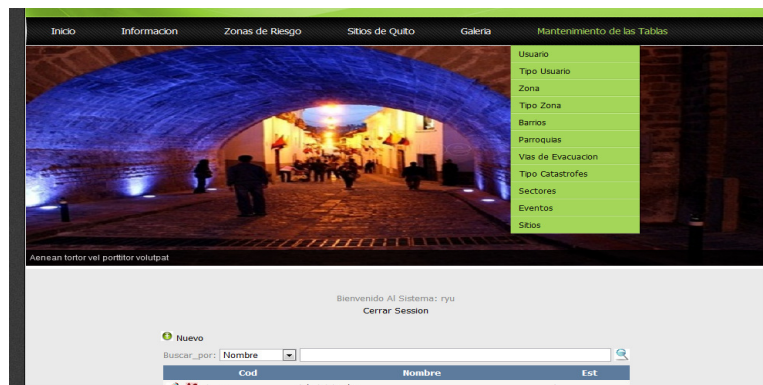 Inicio Informacion Zonas de Riesgo Sitios de Quito Galeria Mantenimiento de las Tablas
Usuario
Tipo Usuario
Zona
Tipo Zona
Barrios
Parroquias
Vias de Evacuacion
Tipo Catastrofes
Sectores
Eventos
Sitios
Aenean tortor vel porttitor volutpat
Bienvenido Al Sistema: ryu
Cerrar Session
Nuevo
Buscar_por: Nombre
Cod Nombre Est